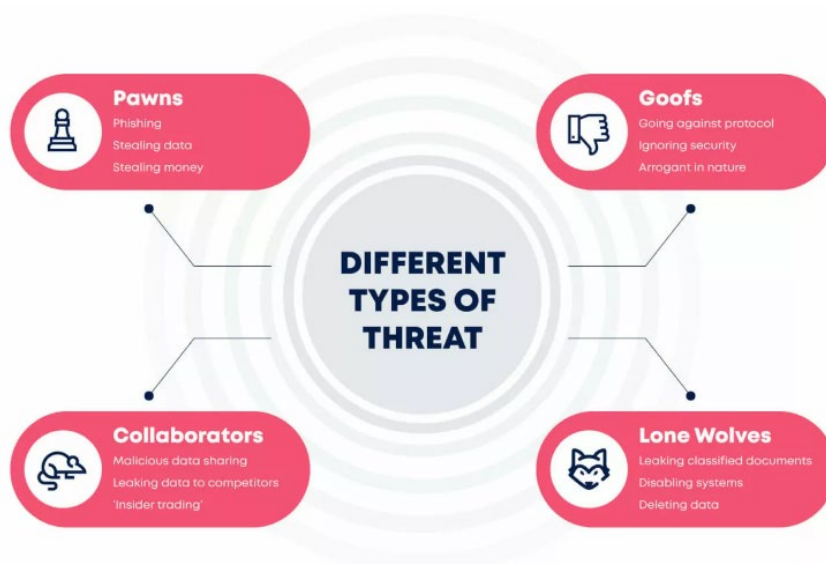 Pawns
Phishing
Stealing data
Stealing money
Goofs
Going against protocol
Ignoring security
Arrogant in nature
DIFFERENT
TYPES OF
THREAT
Collaborators
Malicious data sharing
Leaking data to competitors
'Insider trading'
Lone Wolves
Leaking classified documents
Disabling systems
Deleting data